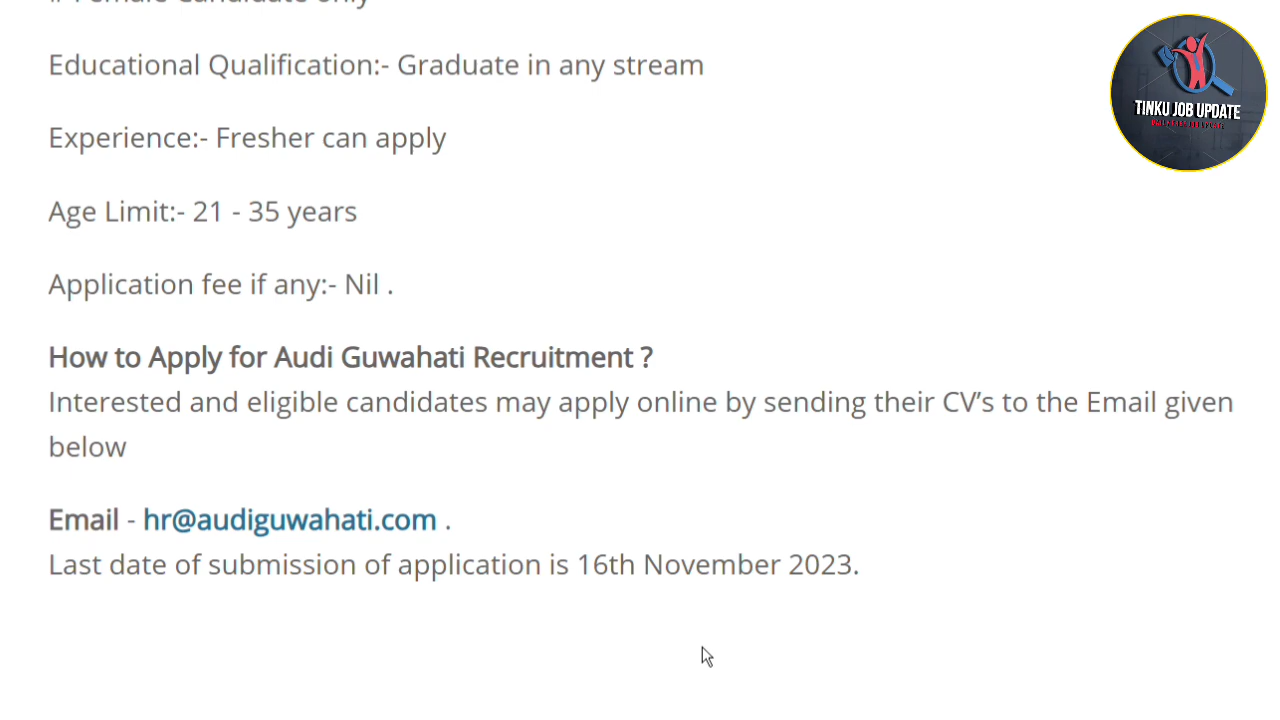 # Female Candidate only
Educational Qualification:- Graduate in any stream
TINKU JOB UPDATE
Experience:- Fresher can apply
Age Limit:- 21 - 35 years
Application fee if any:- Nil .
How to Apply for Audi Guwahati Recruitment ?
Interested and eligible candidates may apply online by sending their CV’s to the Email given
below
Email - hr@audiguwahati.com .
Last date of submission of application is 16th November 2023.